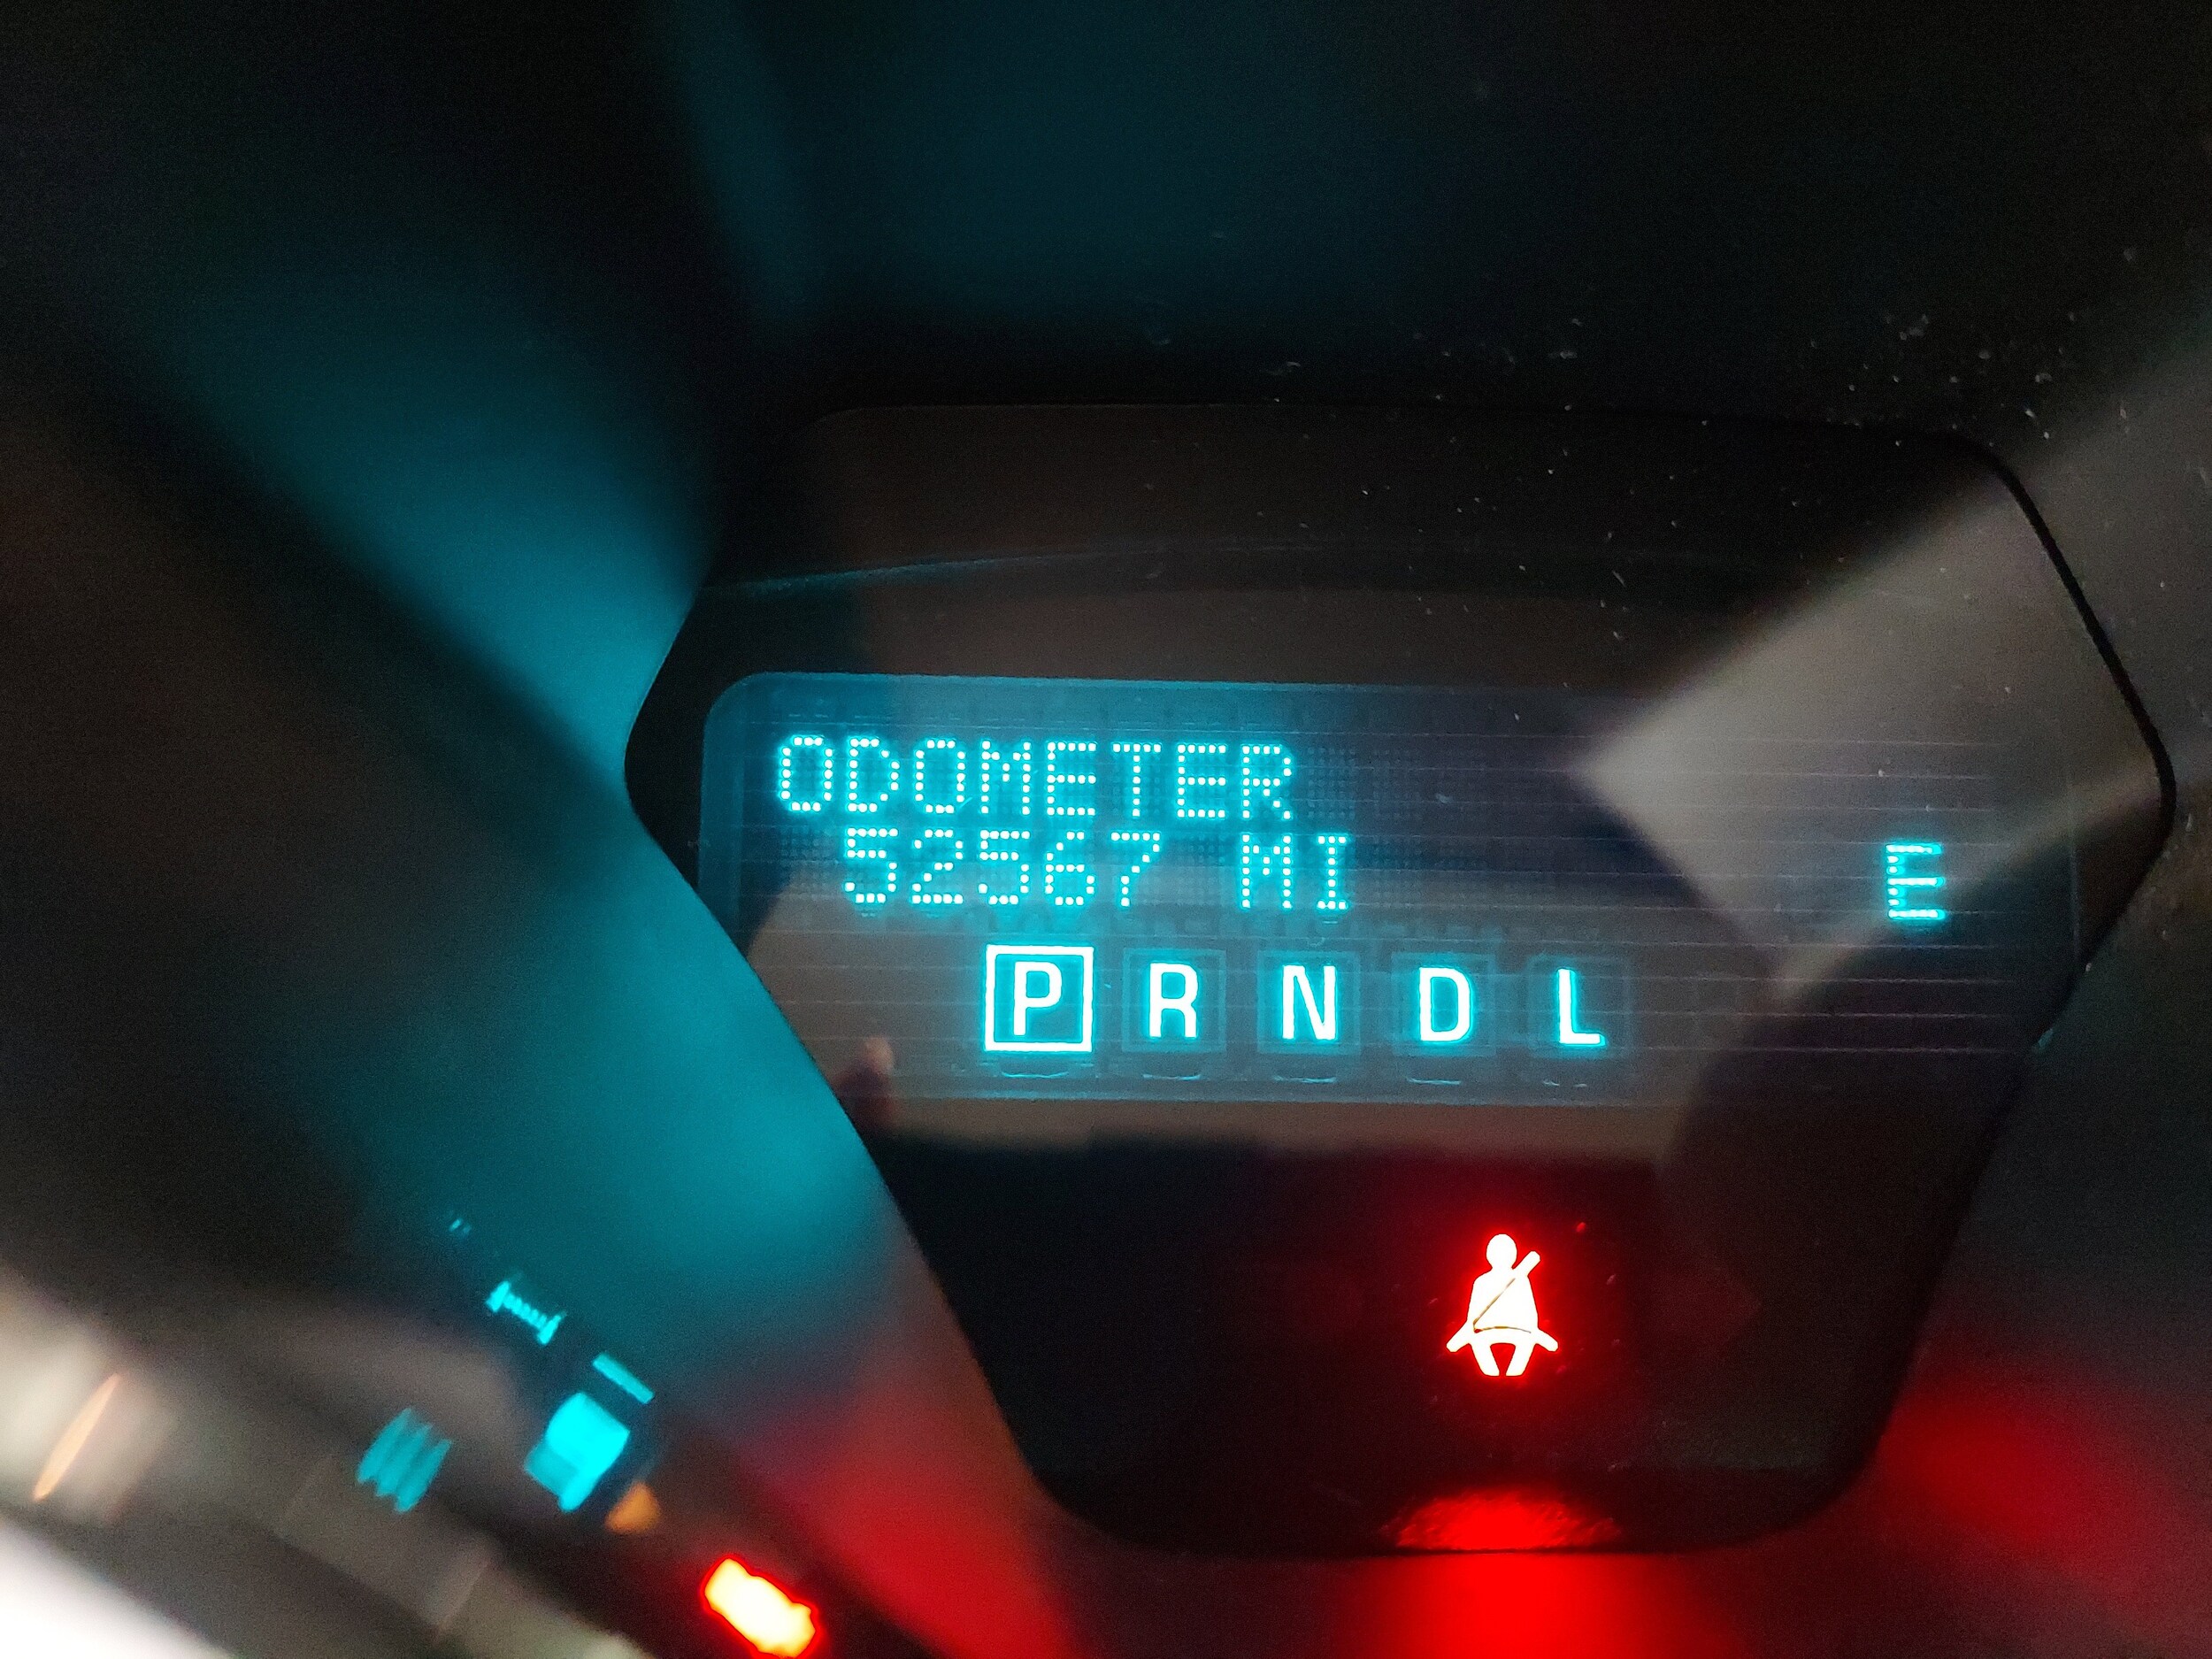 ODOMETER
52567 MI
E
P R N D L